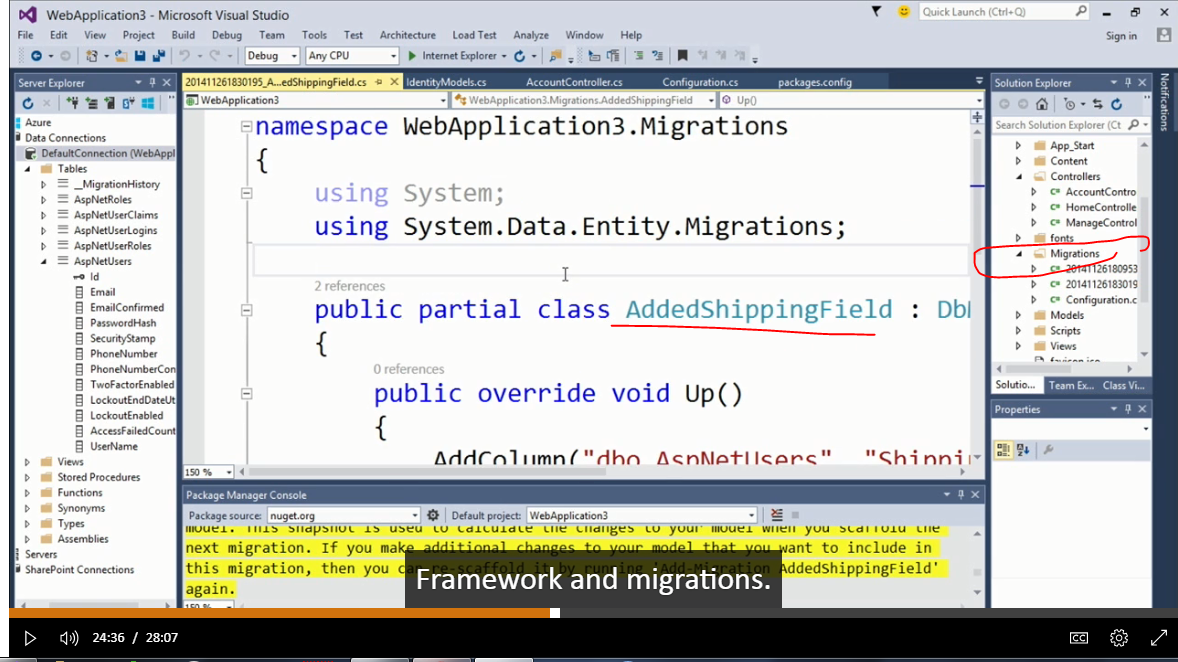 WebApplication3 - Microsoft Visual Studio
Quick Launch (Ctrl+Q)
File Edit View Project Build Debug Team Tools Test Architecture Load Test Analyze Window Help
Sign in
Debug Any CPU Internet Explorer
Server Explorer
Azure
Data Connections
DefaultConnection (WebAppl
Tables
__MigrationHistory
AspNetRoles
AspNetUserClaims
AspNetUserLogins
AspNetUserRoles
AspNetUsers
Id
Email
EmailConfirmed
PasswordHash
SecurityStamp
PhoneNumber
PhoneNumberCon
TwoFactorEnabled
LockoutEndDateUt
LockoutEnabled
AccessFailedCount
UserName
Views
Stored Procedures
Functions
Synonyms
Types
Assemblies
Servers
SharePoint Connections
201411261830195_A...edShippingField.cs IdentityModels.cs AccountController.cs Configuration.cs packages.config
WebApplication3 WebApplication3.Migrations.AddedShippingField Up()
namespace WebApplication3.Migrations
{
using System;
using System.Data.Entity.Migrations;
2 references
public partial class AddedShippingField : Db
{
0 references
public override void Up()
{
AddColumn("dbo.AspNetUsers", "Shippi
150 %
Package Manager Console
Package source: nuget.org Default project: WebApplication3
model. This snapshot is used to calculate the changes to your model when you scaffold the
next migration. If you make additional changes to your model that you want to include in
this migration, then you can re-scaffold it by running 'Add-Migration AddedShippingField'
again.
150 %
Framework and migrations.
Solution Explorer
Search Solution Explorer (Ct
App_Start
Content
Controllers
AccountContro
HomeControlle
ManageControl
fonts
Migrations
20141126180953
20141126183019
Configuration.c
Models
Scripts
Views
favicon.ico
Solutio... Team Ex... Class Vi...
Properties
Notifications
24:36 / 28:07
CC